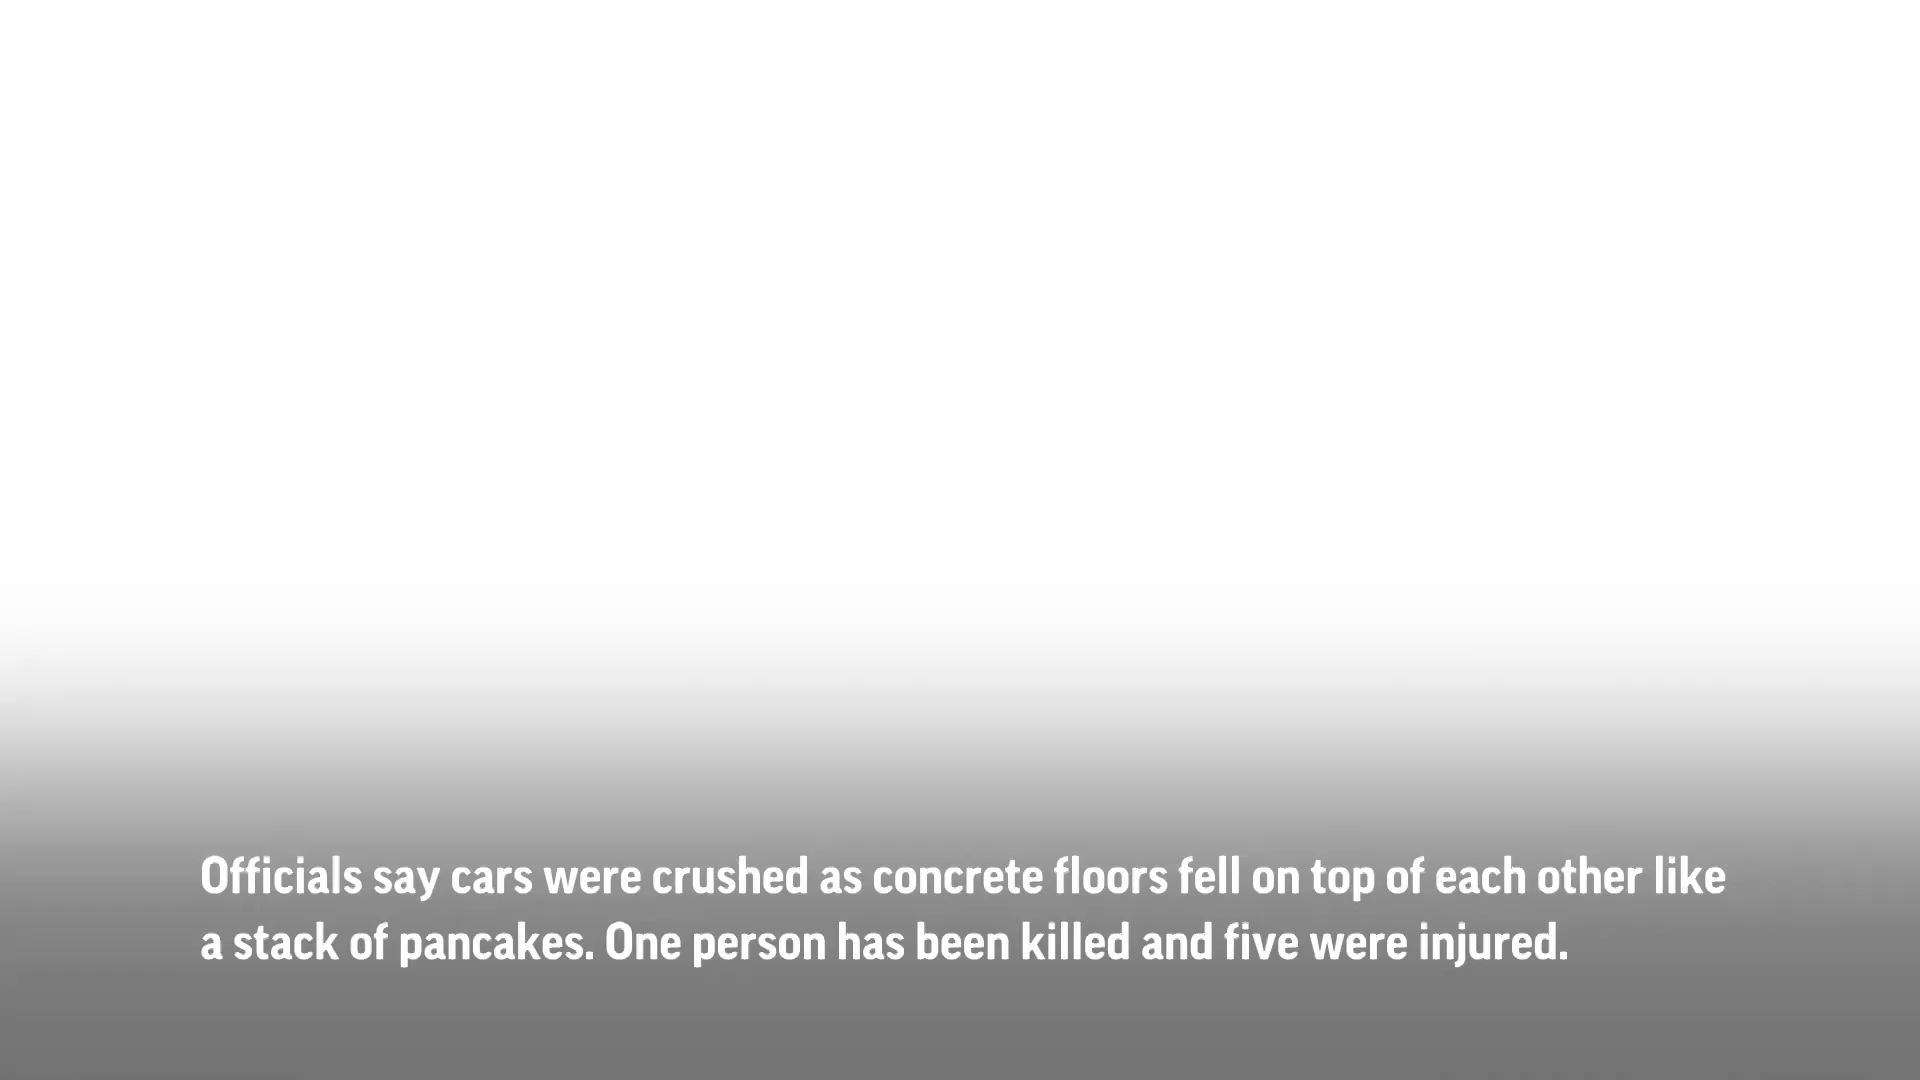 Officials say cars were crushed as concrete floors fell on top of each other like
a stack of pancakes. One person has been killed and five were injured.